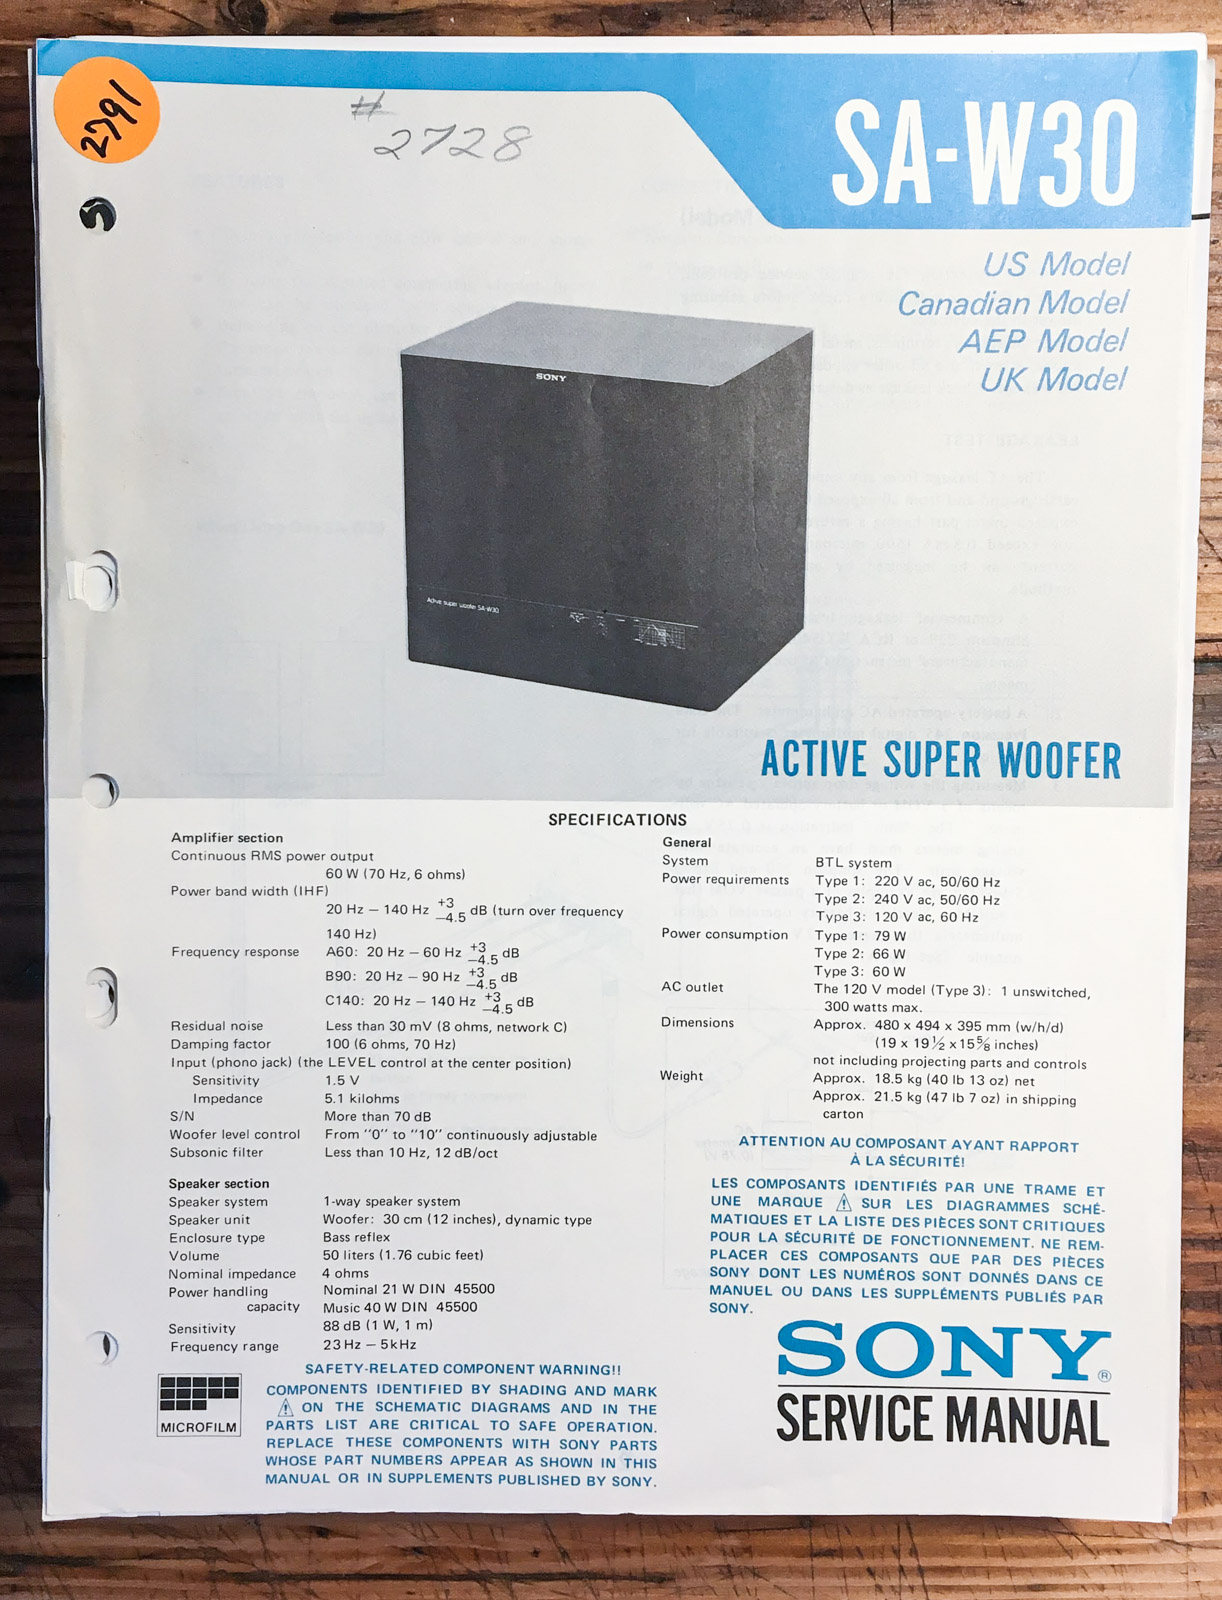 2791
# 2728
SA-W30
US Model
Canadian Model
AEP Model
UK Model
SONY
Active super woofer SA-W30
ACTIVE SUPER WOOFER
SPECIFICATIONS
Amplifier section
Continuous RMS power output
60 W (70 Hz, 6 ohms)
Power band width (IHF)
20 Hz – 140 Hz +3 −4.5 dB (turn over frequency
140 Hz)
Frequency response A60: 20 Hz – 60 Hz +3 −4.5 dB
B90: 20 Hz – 90 Hz +3 −4.5 dB
C140: 20 Hz – 140 Hz +3 −4.5 dB
Residual noise Less than 30 mV (8 ohms, network C)
Damping factor 100 (6 ohms, 70 Hz)
Input (phono jack) (the LEVEL control at the center position)
Sensitivity 1.5 V
Impedance 5.1 kilohms
S/N More than 70 dB
Woofer level control From "0" to "10" continuously adjustable
Subsonic filter Less than 10 Hz, 12 dB/oct
Speaker section
Speaker system 1-way speaker system
Speaker unit Woofer: 30 cm (12 inches), dynamic type
Enclosure type Bass reflex
Volume 50 liters (1.76 cubic feet)
Nominal impedance 4 ohms
Power handling Nominal 21 W DIN 45500
capacity Music 40 W DIN 45500
Sensitivity 88 dB (1 W, 1 m)
Frequency range 23 Hz – 5kHz
General
System BTL system
Power requirements Type 1: 220 V ac, 50/60 Hz
Type 2: 240 V ac, 50/60 Hz
Type 3: 120 V ac, 60 Hz
Power consumption Type 1: 79 W
Type 2: 66 W
Type 3: 60 W
AC outlet The 120 V model (Type 3): 1 unswitched,
300 watts max.
Dimensions Approx. 480 x 494 x 395 mm (w/h/d)
(19 x 19 1/2 x 15 5/8 inches)
not including projecting parts and controls
Weight Approx. 18.5 kg (40 lb 13 oz) net
Approx. 21.5 kg (47 lb 7 oz) in shipping
carton
ATTENTION AU COMPOSANT AYANT RAPPORT
À LA SÉCURITÉ!
LES COMPOSANTS IDENTIFIÉS PAR UNE TRAME ET
UNE MARQUE ⚠ SUR LES DIAGRAMMES SCHÉ-
MATIQUES ET LA LISTE DES PIÈCES SONT CRITIQUES
POUR LA SÉCURITÉ DE FONCTIONNEMENT. NE REM-
PLACER CES COMPOSANTS QUE PAR DES PIÈCES
SONY DONT LES NUMÉROS SONT DONNÉS DANS CE
MANUEL OU DANS LES SUPPLÉMENTS PUBLIÉS PAR
SONY.
SAFETY-RELATED COMPONENT WARNING!!
COMPONENTS IDENTIFIED BY SHADING AND MARK
⚠ ON THE SCHEMATIC DIAGRAMS AND IN THE
PARTS LIST ARE CRITICAL TO SAFE OPERATION.
REPLACE THESE COMPONENTS WITH SONY PARTS
WHOSE PART NUMBERS APPEAR AS SHOWN IN THIS
MANUAL OR IN SUPPLEMENTS PUBLISHED BY SONY.
MICROFILM
SONY®
SERVICE MANUAL